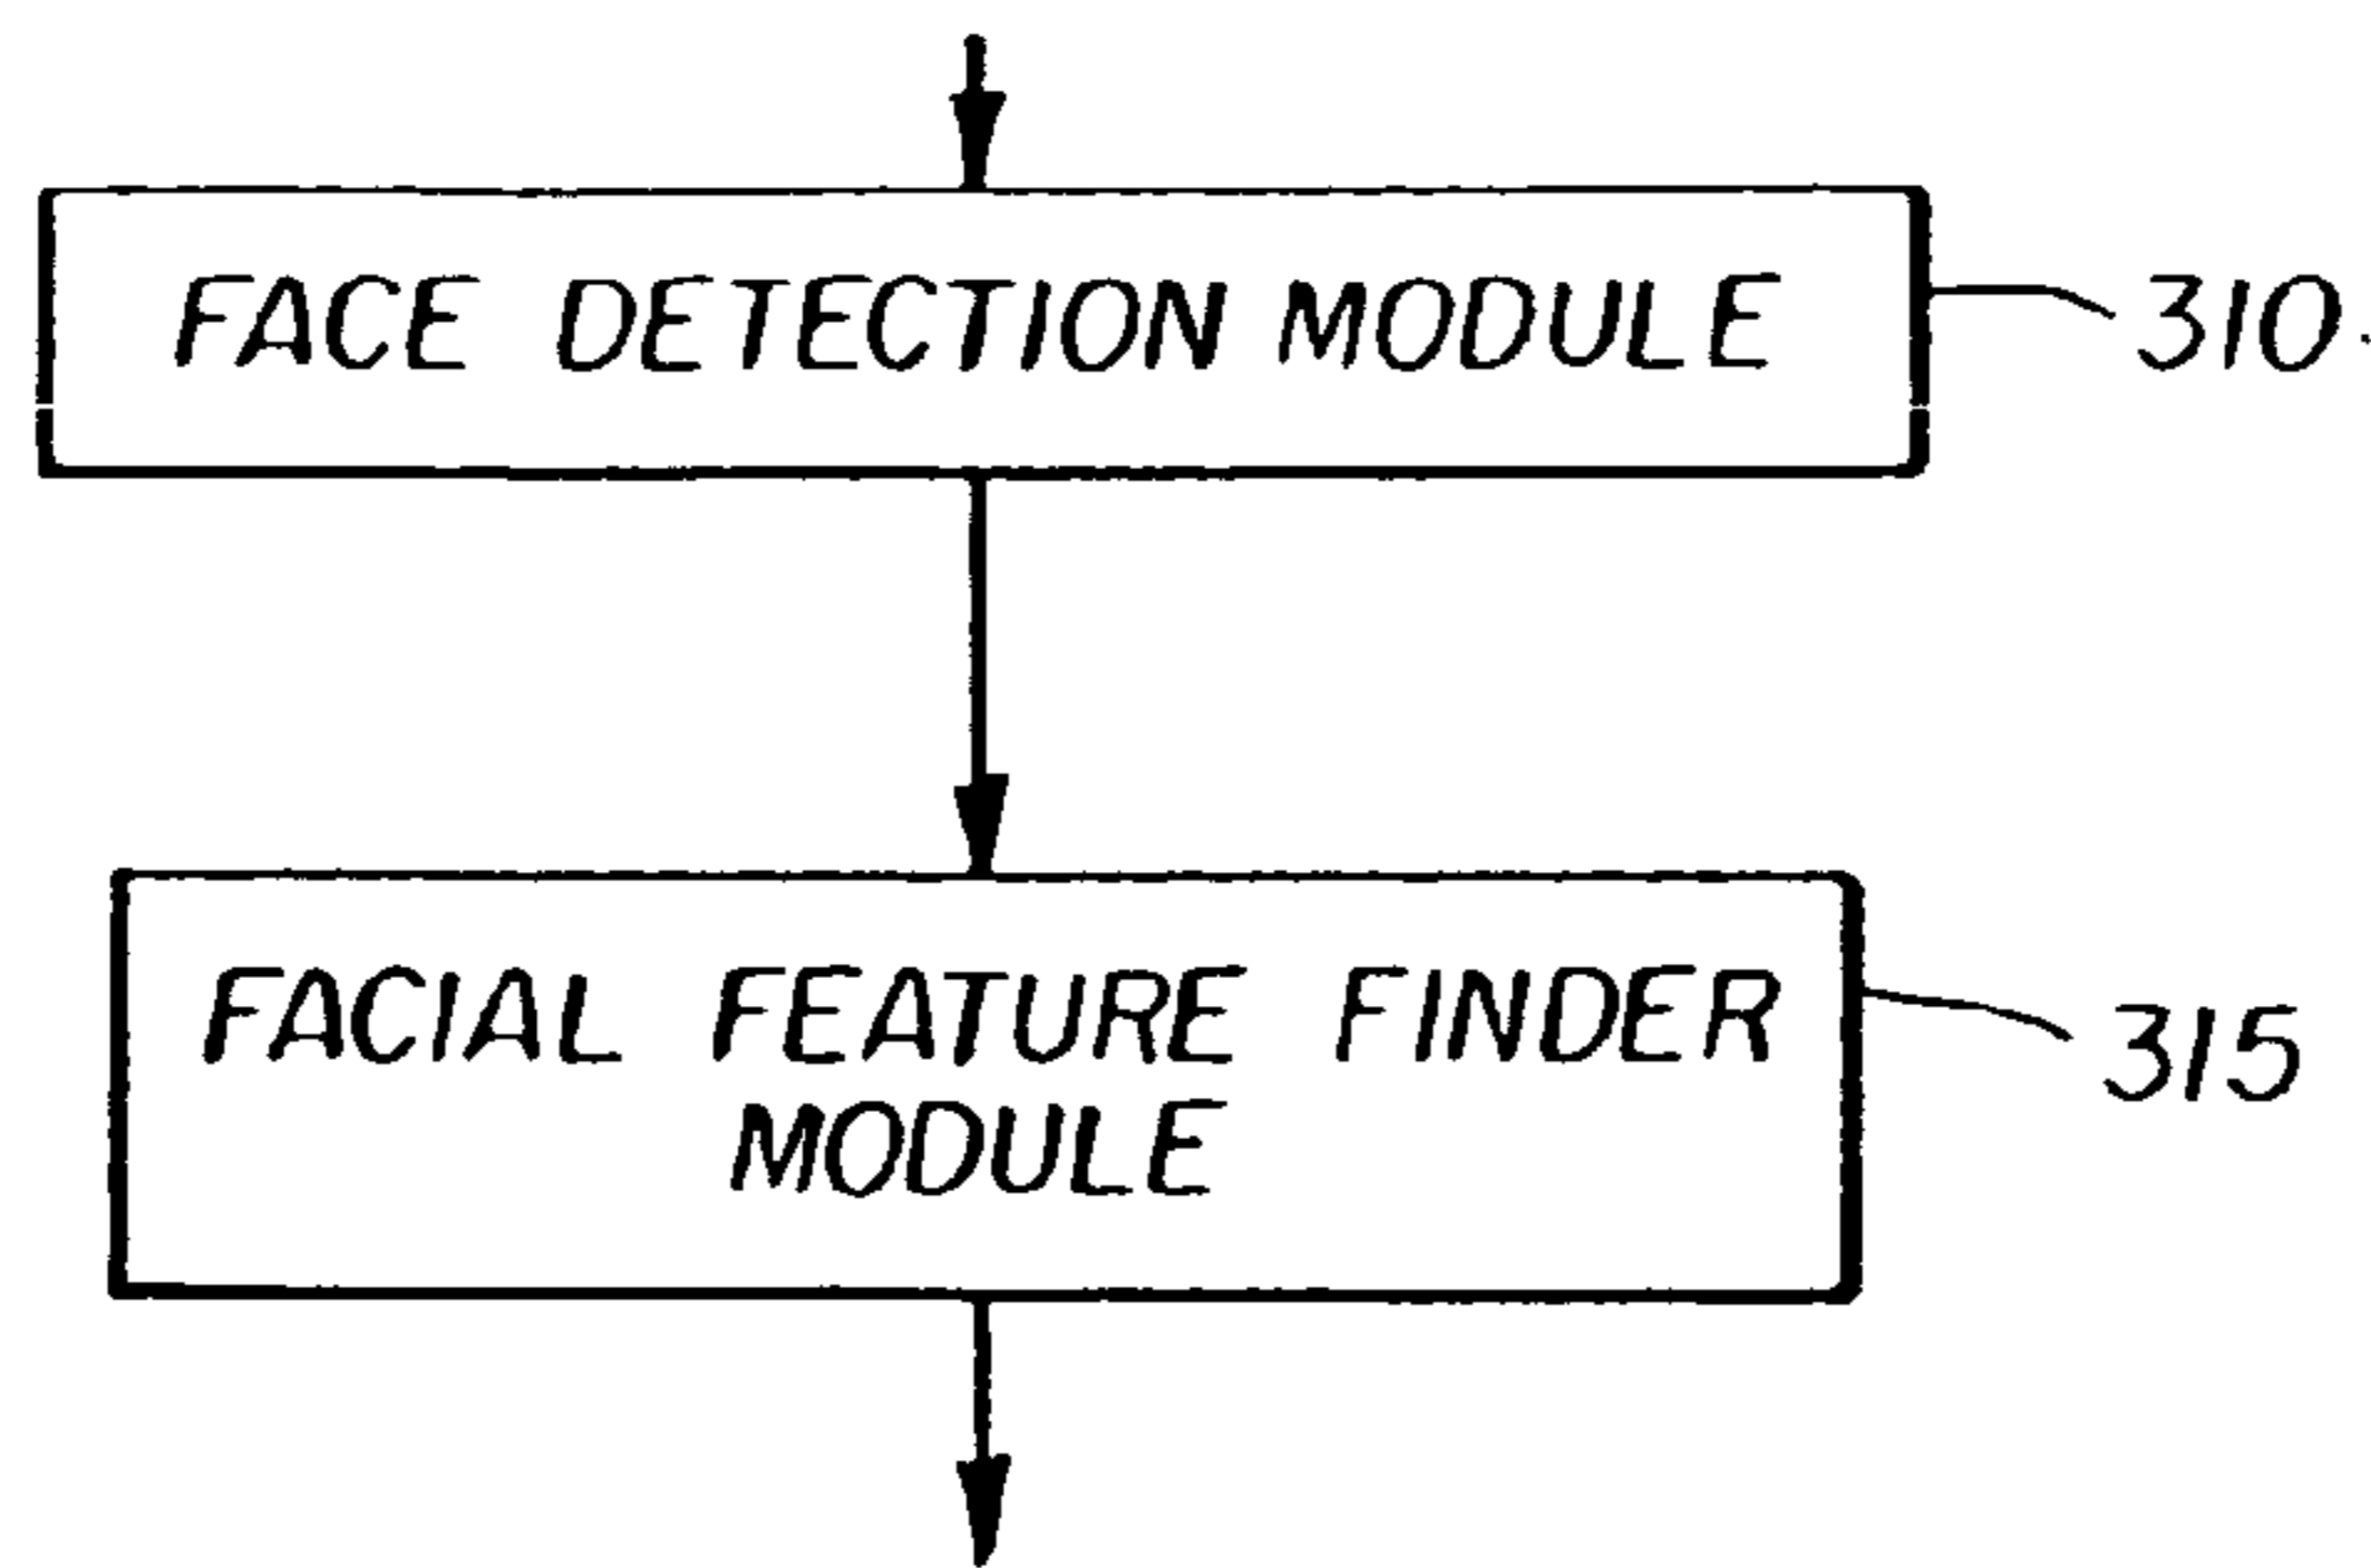 FACE DETECTION MODULE
310.
FACIAL FEATURE FINDER
MODULE
315